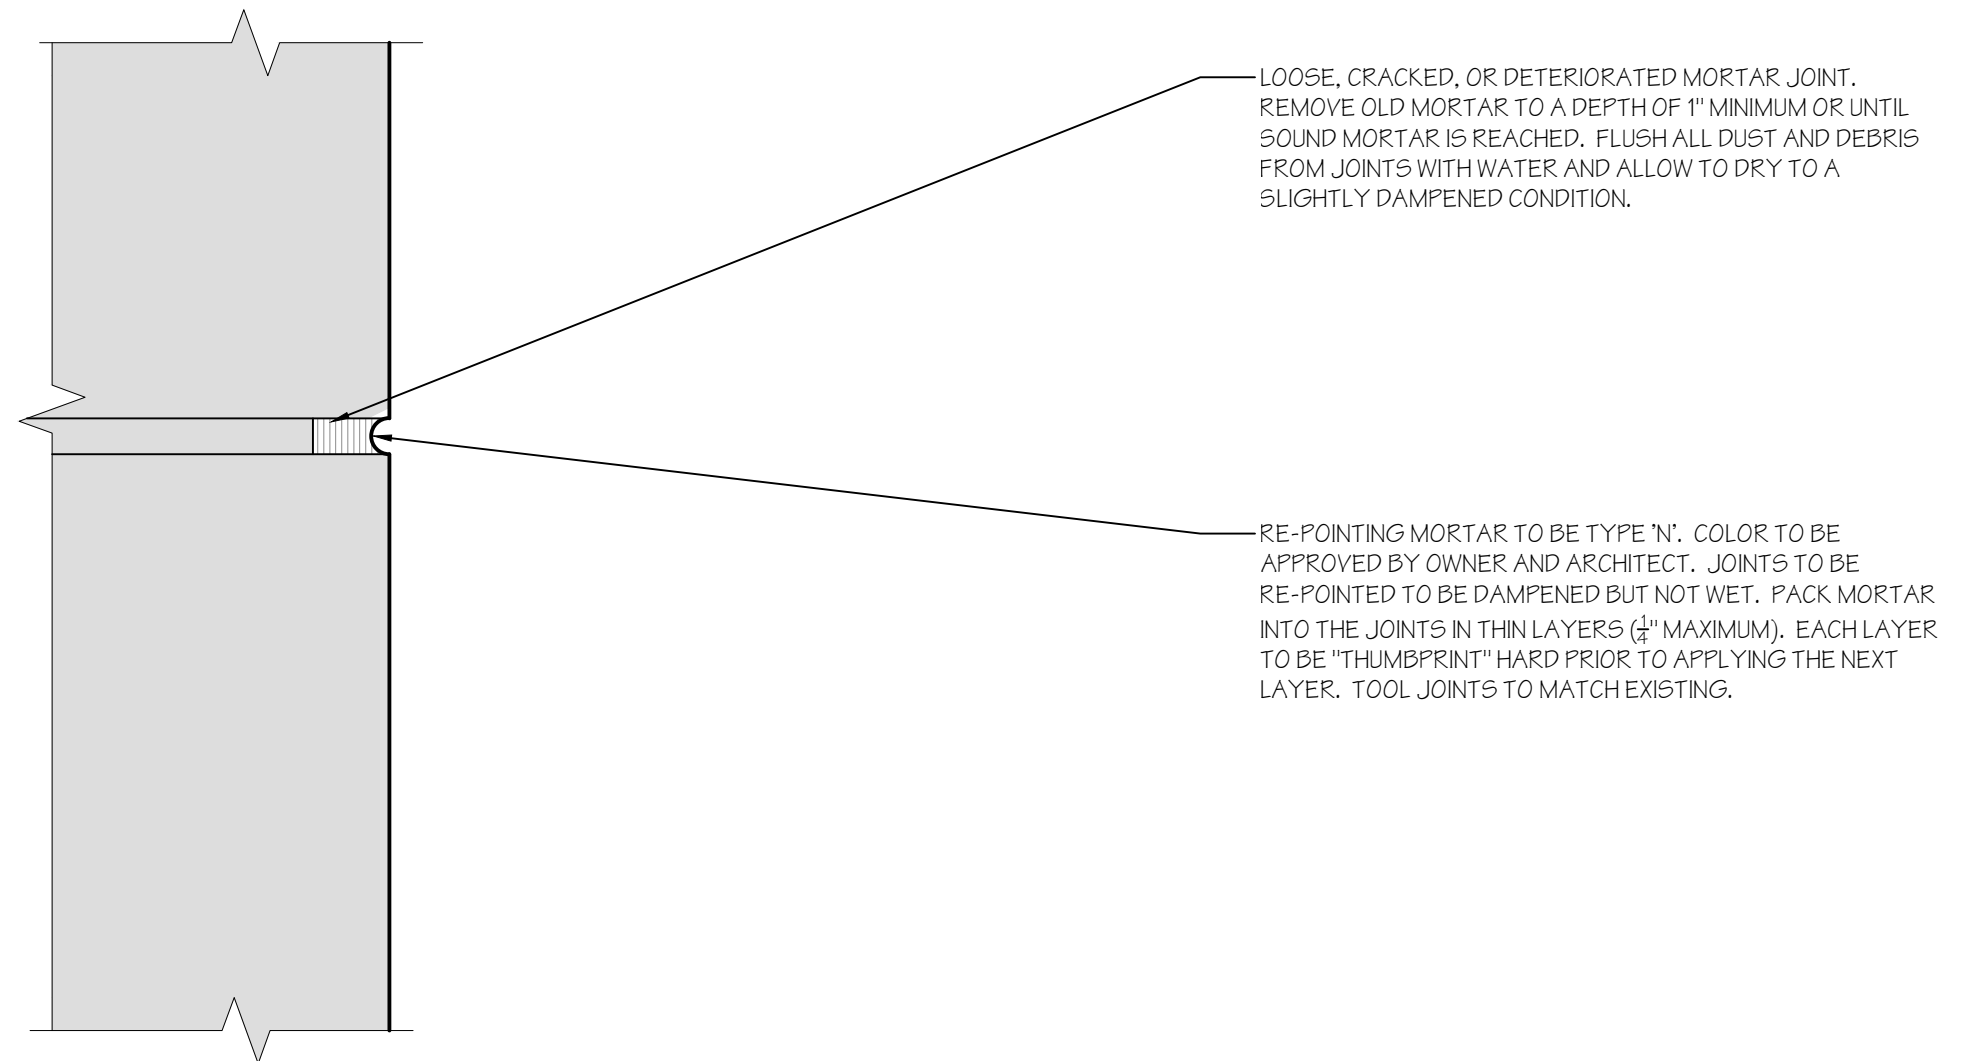 LOOSE, CRACKED, OR DETERIORATED MORTAR JOINT.
REMOVE OLD MORTAR TO A DEPTH OF 1" MINIMUM OR UNTIL
SOUND MORTAR IS REACHED. FLUSH ALL DUST AND DEBRIS
FROM JOINTS WITH WATER AND ALLOW TO DRY TO A
SLIGHTLY DAMPENED CONDITION.
RE-POINTING MORTAR TO BE TYPE 'N'. COLOR TO BE
APPROVED BY OWNER AND ARCHITECT. JOINTS TO BE
RE-POINTED TO BE DAMPENED BUT NOT WET. PACK MORTAR
INTO THE JOINTS IN THIN LAYERS (1/4" MAXIMUM). EACH LAYER
TO BE "THUMBPRINT" HARD PRIOR TO APPLYING THE NEXT
LAYER. TOOL JOINTS TO MATCH EXISTING.